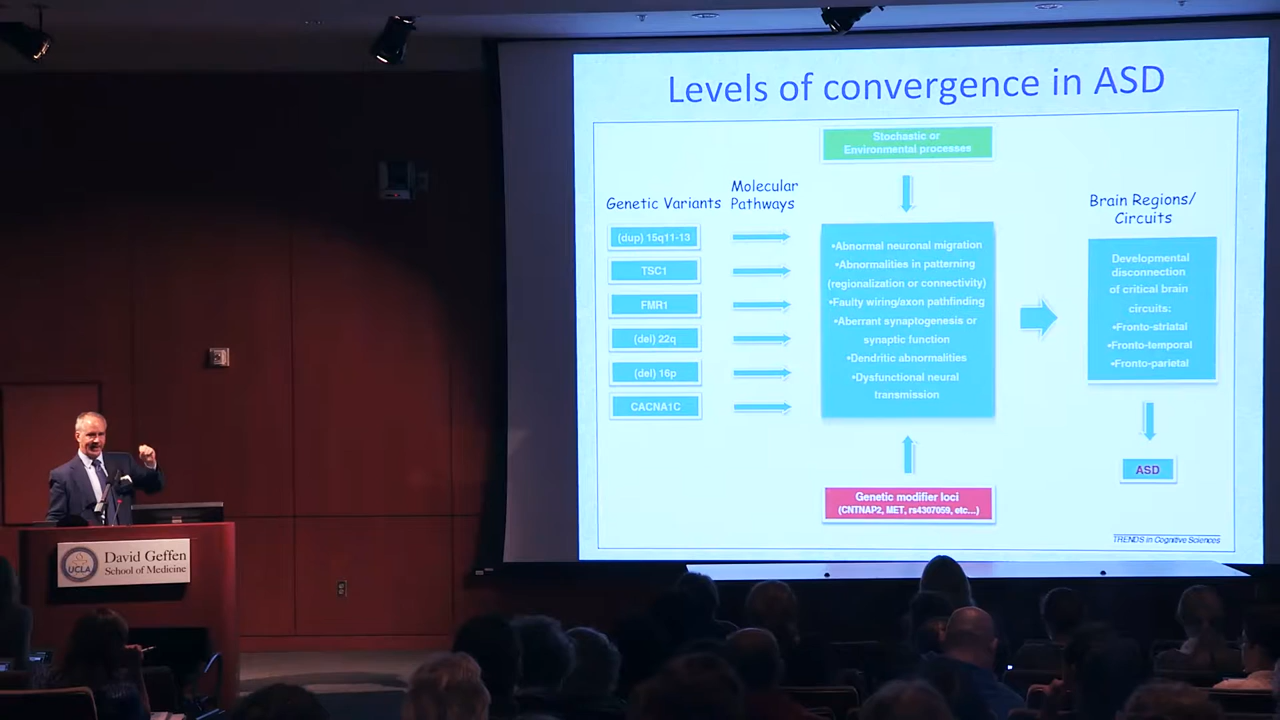 Levels of convergence in ASD
Stochastic or
Environmental processes
Genetic Variants
Molecular
Pathways
Brain Regions/
Circuits
(dup) 15q11-13
TSC1
FMR1
(del) 22q
(del) 16p
CACNA1C
•Abnormal neuronal migration
•Abnormalities in patterning
(regionalization or connectivity)
•Faulty wiring/axon pathfinding
•Aberrant synaptogenesis or
synaptic function
•Dendritic abnormalities
•Dysfunctional neural
transmission
Developmental
disconnection
of critical brain
circuits:
•Fronto-striatal
•Fronto-temporal
•Fronto-parietal
ASD
Genetic modifier loci
(CNTNAP2, MET, rs4307059, etc...)
TRENDS in Cognitive Sciences
UCLA
David Geffen
School of Medicine